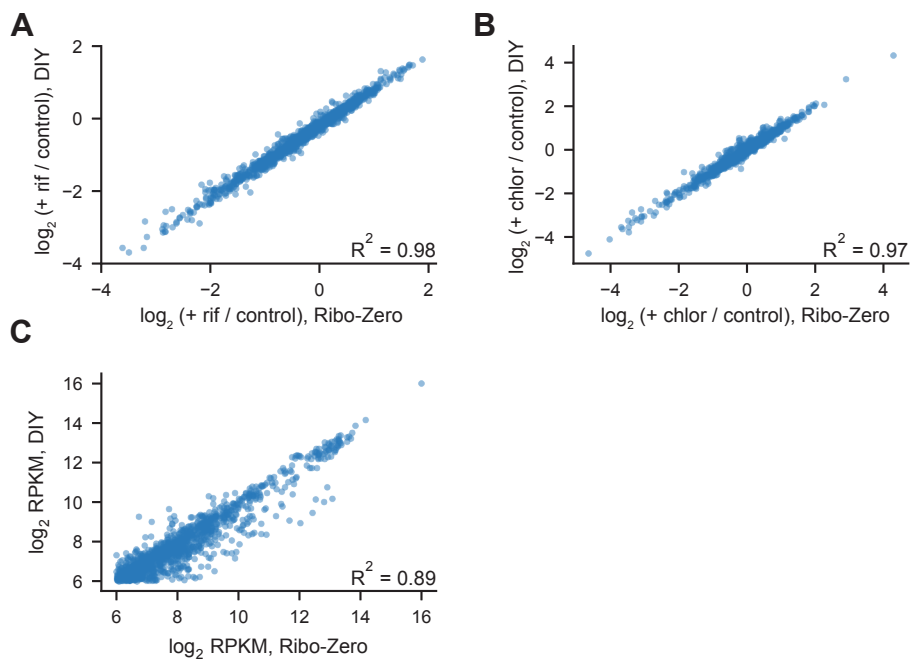 A
log₂ (+ rif / control), DIY
2
0
−2
−4
−4
−2
0
2
R² = 0.98
log₂ (+ rif / control), Ribo-Zero
B
log₂ (+ chlor / control), DIY
4
2
0
−2
−4
−4
−2
0
2
4
R² = 0.97
log₂ (+ chlor / control), Ribo-Zero
C
log₂ RPKM, DIY
16
14
12
10
8
6
6
8
10
12
14
16
R² = 0.89
log₂ RPKM, Ribo-Zero